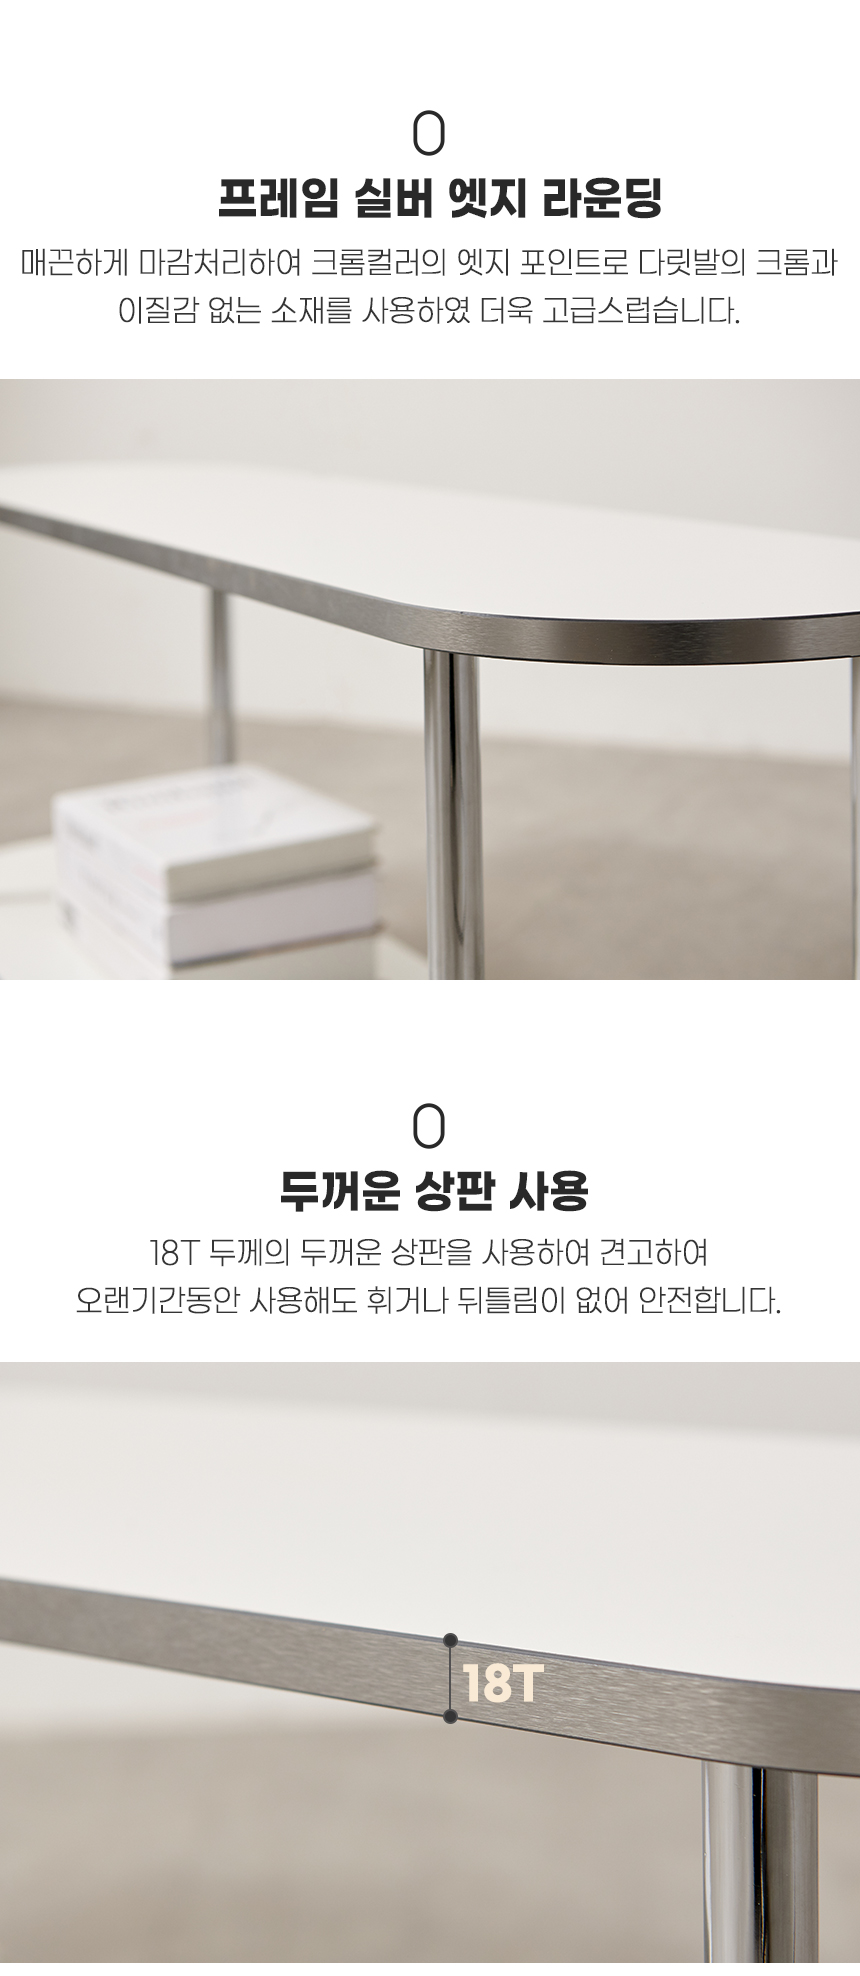 프레임 실버 엣지 라운딩
매끈하게 마감처리하여 크롬컬러의 엣지 포인트로 다릿발의 크롬과
이질감 없는 소재를 사용하였 더욱 고급스럽습니다.
두꺼운 상판 사용
18T 두께의 두꺼운 상판을 사용하여 견고하여
오랜기간동안 사용해도 휘거나 뒤틀림이 없어 안전합니다.
18T